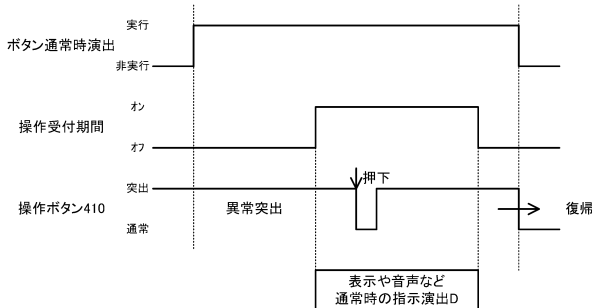 実行
ボタン通常時演出
非実行
オン
操作受付期間
オフ
突出
押下
操作ボタン410
異常突出
復帰
通常
表示や音声など
通常時の指示演出D